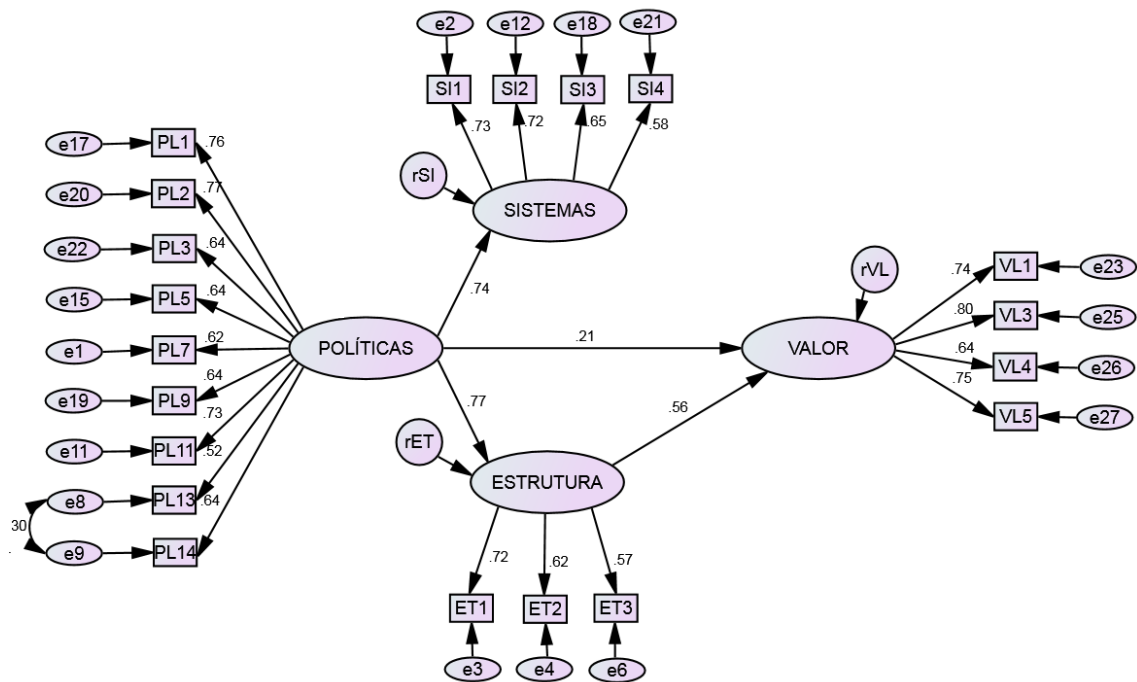 e2 e12 e18 e21
SI1 SI2 SI3 SI4
.73 .72 .65 .58
rSI
SISTEMAS
e17 PL1 .76
e20 PL2 .77
e22 PL3 .64
e15 PL5 .64
e1 PL7 .62
e19 PL9 .64
e11 PL11 .73
e8 PL13 .52
e9 PL14 .64
30
.
POLÍTICAS
.74
.21
.77
rVL
VALOR
.74 VL1 e23
.80 VL3 e25
.64 VL4 e26
.75 VL5 e27
.56
rET
ESTRUTURA
.72 .62 .57
ET1 ET2 ET3
e3 e4 e6